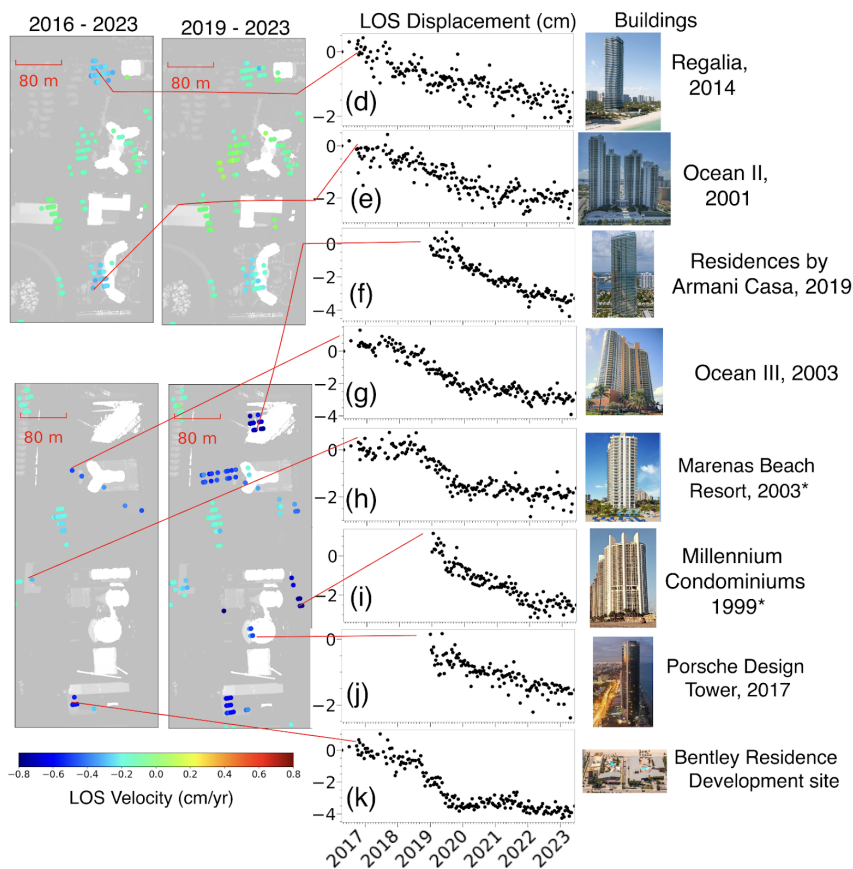 2016 - 2023
2019 - 2023
LOS Displacement (cm)
Buildings
80 m
80 m
0
−2
(d)
Regalia,
2014
0
−2
(e)
Ocean II,
2001
0
−2
−4
(f)
Residences by
Armani Casa, 2019
0
−2
−4
(g)
Ocean III, 2003
80 m
80 m
0
−2
(h)
Marenas Beach
Resort, 2003*
0
−2
(i)
Millennium
Condominiums
1999*
0
−2
(j)
Porsche Design
Tower, 2017
0
−2
−4
(k)
Bentley Residence
Development site
−0.8 −0.6 −0.4 −0.2 0.0 0.2 0.4 0.6 0.8
LOS Velocity (cm/yr)
2017 2018 2019 2020 2021 2022 2023